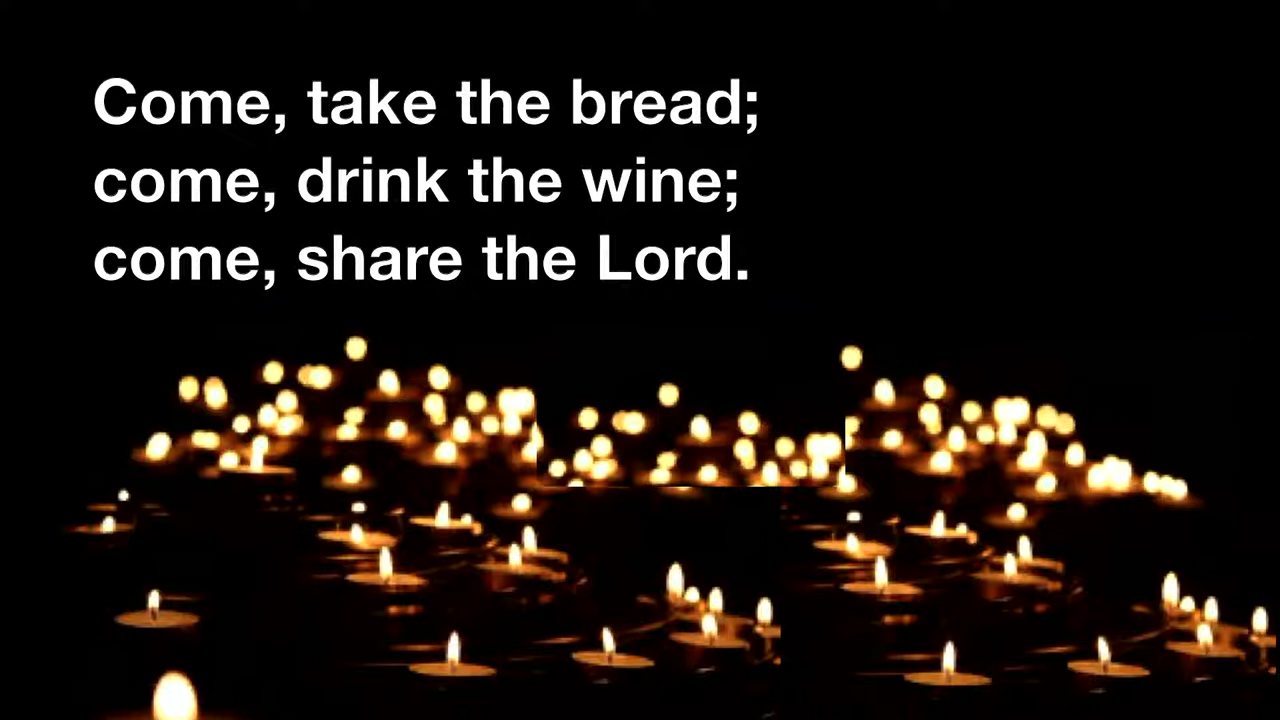 Come, take the bread;
come, drink the wine;
come, share the Lord.